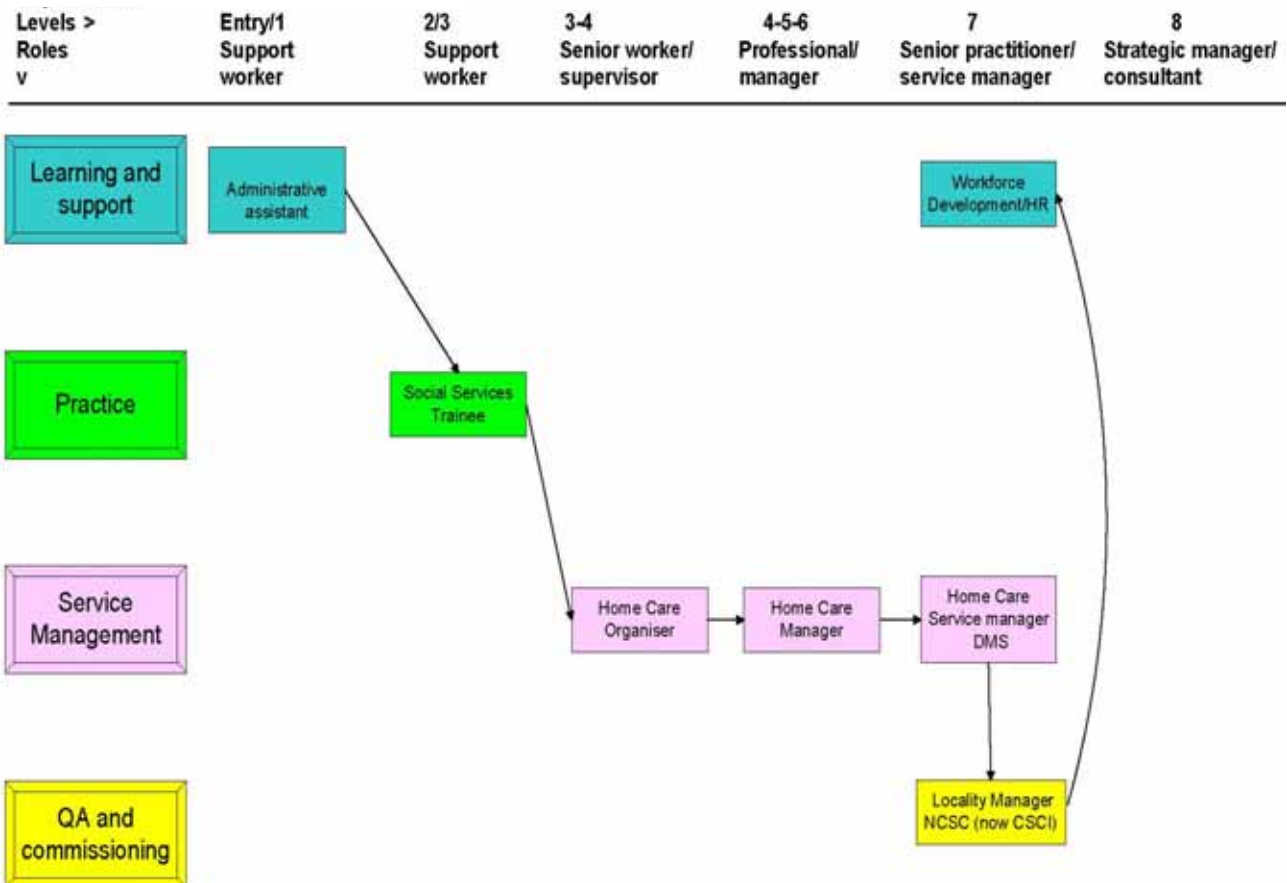 Levels >
Roles
v
Entry/1
Support
worker
2/3
Support
worker
3-4
Senior worker/
supervisor
4-5-6
Professional/
manager
7
Senior practitioner/
service manager
8
Strategic manager/
consultant
Learning and
support
Administrative
assistant
Workforce
Development/HR
Practice
Social Services
Trainee
Service
Management
Home Care
Organiser
Home Care
Manager
Home Care
Service manager
DMS
QA and
commissioning
Locality Manager
NCSC (now CSCI)